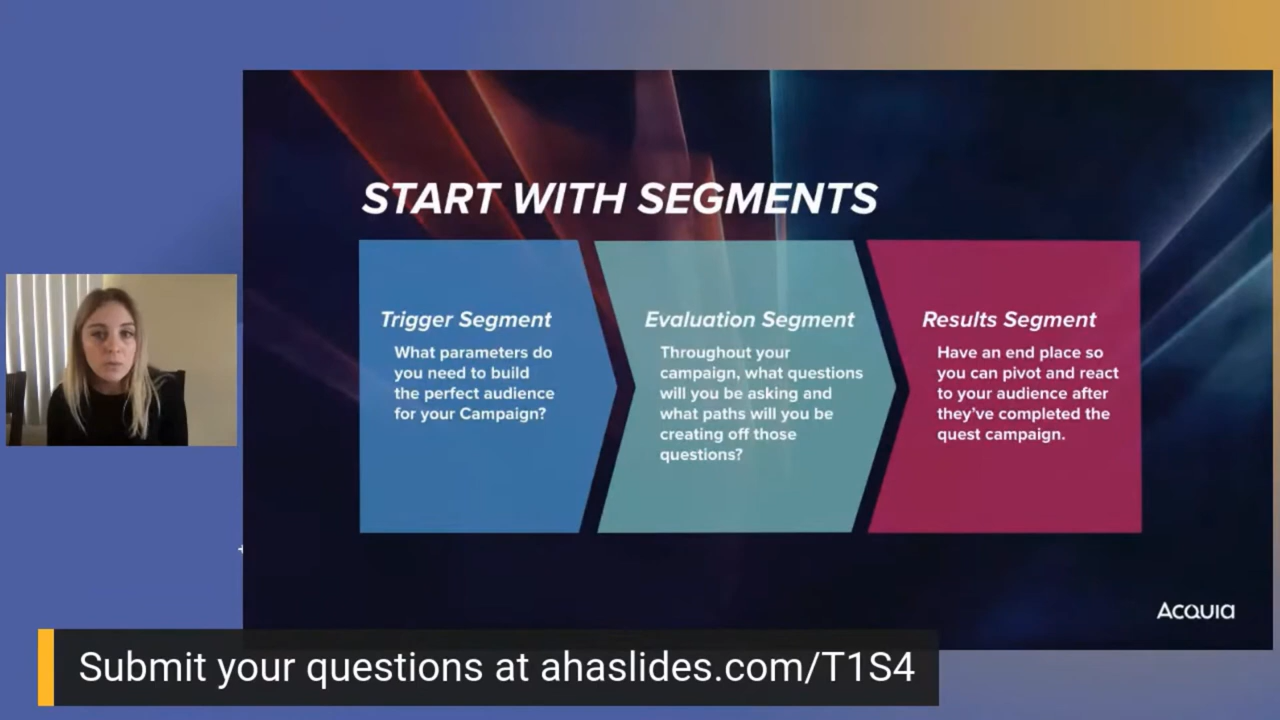 START WITH SEGMENTS
Trigger Segment
What parameters do
you need to build
the perfect audience
for your Campaign?
Evaluation Segment
Throughout your
campaign, what questions
will you be asking and
what paths will you be
creating off those
questions?
Results Segment
Have an end place so
you can pivot and react
to your audience after
they've completed the
quest campaign.
Acquia
Submit your questions at ahaslides.com/T1S4